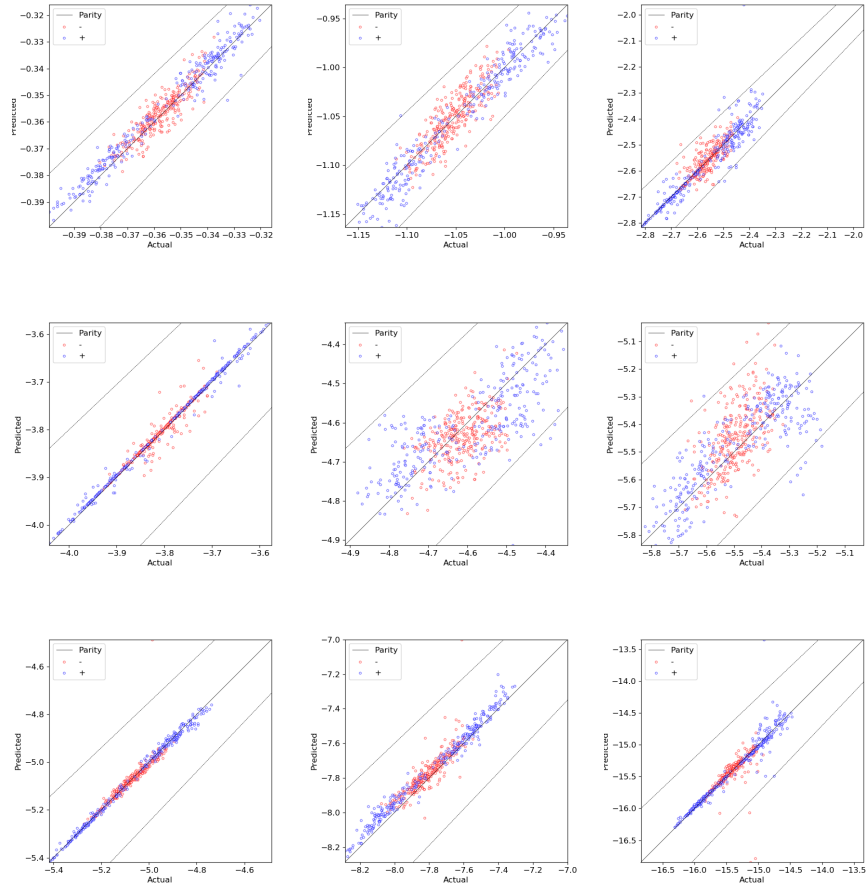 Parity
-
+
−0.32
−0.33
−0.34
−0.35
−0.36
−0.37
−0.38
−0.39
Predicted
−0.39 −0.38 −0.37 −0.36 −0.35 −0.34 −0.33 −0.32
Actual
Parity
-
+
−0.95
−1.00
−1.05
−1.10
−1.15
Predicted
−1.15 −1.10 −1.05 −1.00 −0.95
Actual
Parity
-
+
−2.0
−2.1
−2.2
−2.3
−2.4
−2.5
−2.6
−2.7
−2.8
Predicted
−2.8 −2.7 −2.6 −2.5 −2.4 −2.3 −2.2 −2.1 −2.0
Actual
Parity
-
+
−3.6
−3.7
−3.8
−3.9
−4.0
Predicted
−4.0 −3.9 −3.8 −3.7 −3.6
Actual
Parity
-
+
−4.4
−4.5
−4.6
−4.7
−4.8
−4.9
Predicted
−4.9 −4.8 −4.7 −4.6 −4.5 −4.4
Actual
Parity
-
+
−5.1
−5.2
−5.3
−5.4
−5.5
−5.6
−5.7
−5.8
Predicted
−5.8 −5.7 −5.6 −5.5 −5.4 −5.3 −5.2 −5.1
Actual
Parity
-
+
−4.6
−4.8
−5.0
−5.2
−5.4
Predicted
−5.4 −5.2 −5.0 −4.8 −4.6
Actual
Parity
-
+
−7.0
−7.2
−7.4
−7.6
−7.8
−8.0
−8.2
Predicted
−8.2 −8.0 −7.8 −7.6 −7.4 −7.2 −7.0
Actual
Parity
-
+
−13.5
−14.0
−14.5
−15.0
−15.5
−16.0
−16.5
Predicted
−16.5 −16.0 −15.5 −15.0 −14.5 −14.0 −13.5
Actual